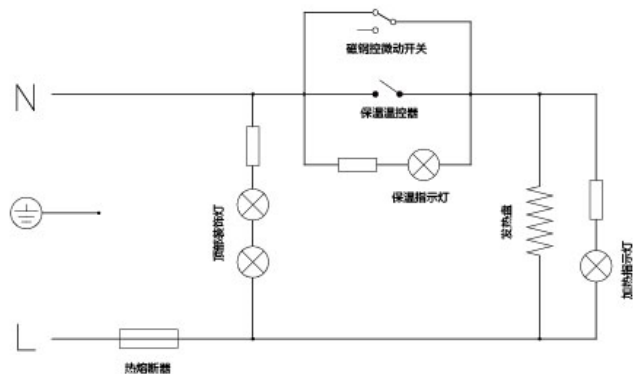 磁钢控微动开关
N
保温温控器
保温指示灯
顶部装饰灯
发热盘
加热指示灯
L
热熔断器